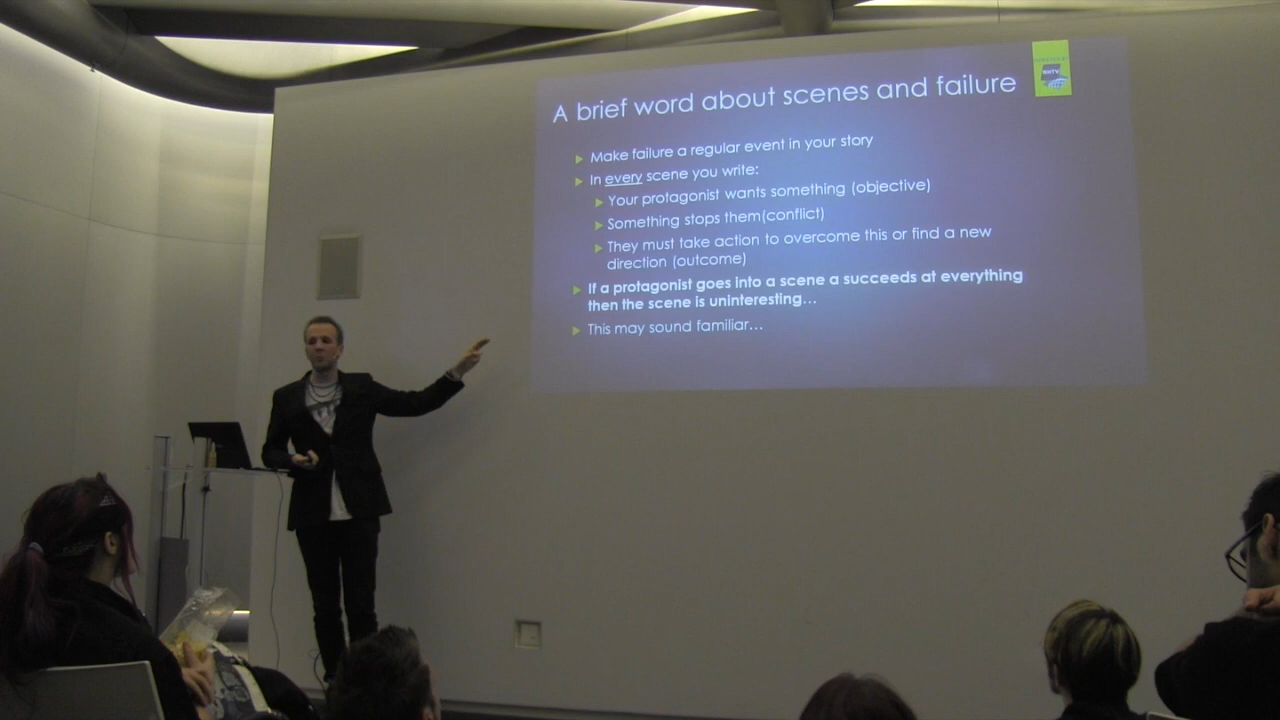 A brief word about scenes and failure
Make failure a regular event in your story
In every scene you write:
Your protagonist wants something (objective)
Something stops them(conflict)
They must take action to overcome this or find a new
direction (outcome)
If a protagonist goes into a scene a succeeds at everything
then the scene is uninteresting…
This may sound familiar…